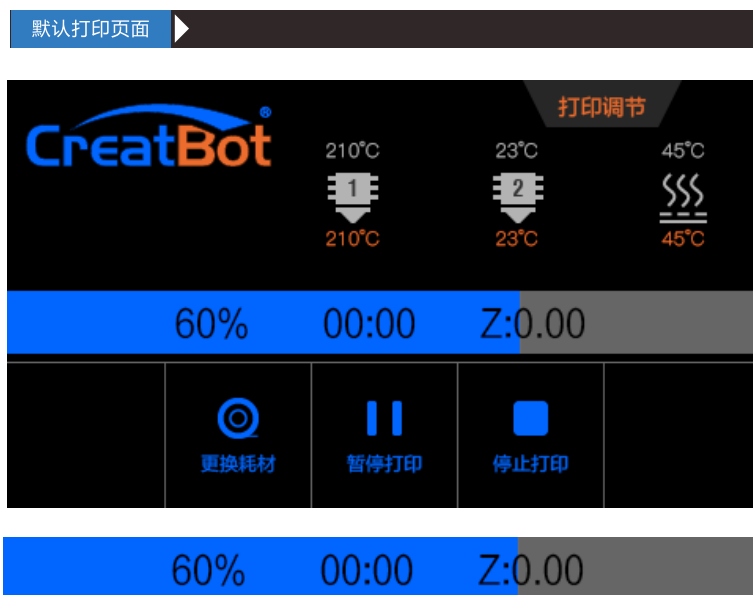 默认打印页面
打印调节
CreatBot®
210℃ 23℃ 45℃
1 2
210℃ 23℃ 45℃
60% 00:00 Z:0.00
更换耗材 暂停打印 停止打印
60% 00:00 Z:0.00